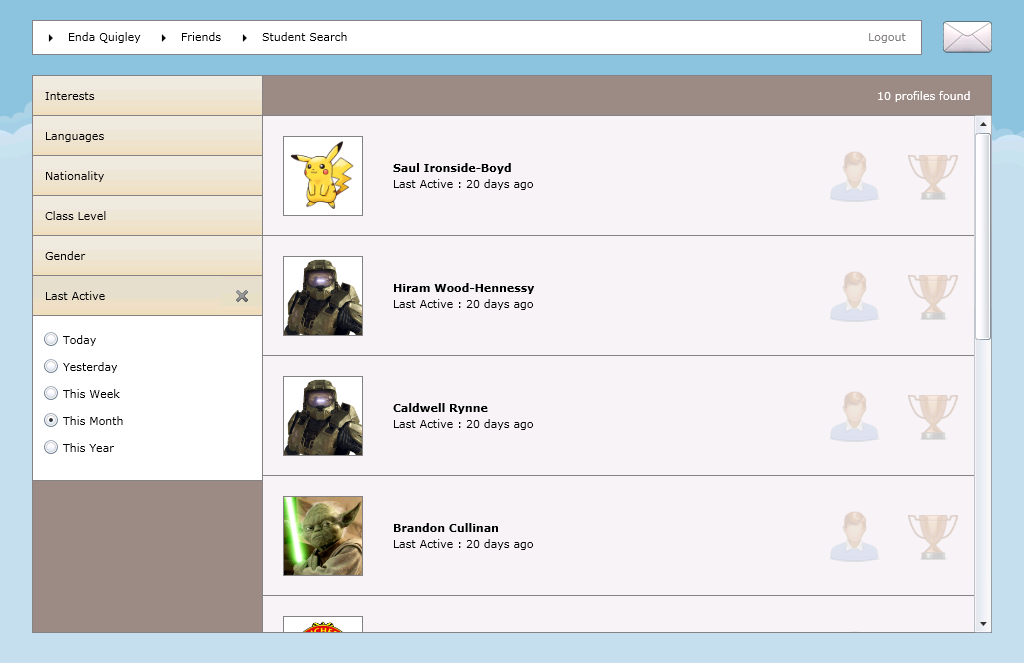 Enda Quigley Friends Student Search Logout
Interests
10 profiles found
Languages
Nationality
Class Level
Gender
Last Active
Today
Yesterday
This Week
This Month
This Year
Saul Ironside-Boyd
Last Active : 20 days ago
Hiram Wood-Hennessy
Last Active : 20 days ago
Caldwell Rynne
Last Active : 20 days ago
Brandon Cullinan
Last Active : 20 days ago